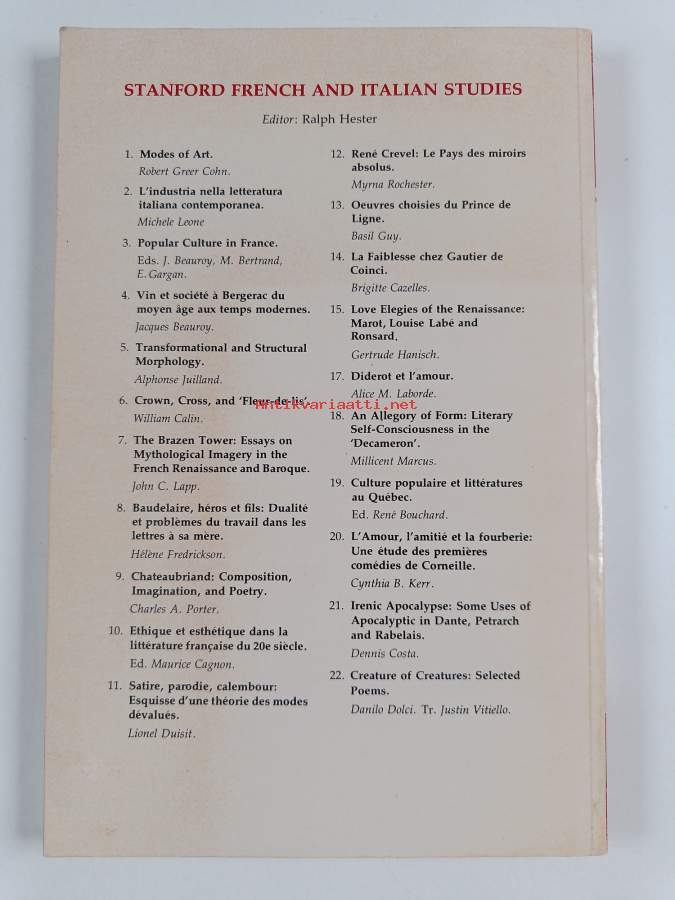 STANFORD FRENCH AND ITALIAN STUDIES
Editor: Ralph Hester
1. Modes of Art.
Robert Greer Cohn.
2. L'industria nella letteratura
italiana contemporanea.
Michele Leone
3. Popular Culture in France.
Eds. J. Beauroy, M. Bertrand,
E. Gargan.
4. Vin et société à Bergerac du
moyen âge aux temps modernes.
Jacques Beauroy.
5. Transformational and Structural
Morphology.
Alphonse Juilland.
6. Crown, Cross, and 'Fleur-de-lis'.
William Calin.
7. The Brazen Tower: Essays on
Mythological Imagery in the
French Renaissance and Baroque.
John C. Lapp.
8. Baudelaire, héros et fils: Dualité
et problèmes du travail dans les
lettres à sa mère.
Hélène Fredrickson.
9. Chateaubriand: Composition,
Imagination, and Poetry.
Charles A. Porter.
10. Ethique et esthétique dans la
littérature française du 20e siècle.
Ed. Maurice Cagnon.
11. Satire, parodie, calembour:
Esquisse d'une théorie des modes
dévalués.
Lionel Duisit.
12. René Crevel: Le Pays des miroirs
absolus.
Myrna Rochester.
13. Oeuvres choisies du Prince de
Ligne.
Basil Guy.
14. La Faiblesse chez Gautier de
Coinci.
Brigitte Cazelles.
15. Love Elegies of the Renaissance:
Marot, Louise Labé and
Ronsard.
Gertrude Hanisch.
17. Diderot et l'amour.
Alice M. Laborde.
18. An Allegory of Form: Literary
Self-Consciousness in the
'Decameron'.
Millicent Marcus.
19. Culture populaire et littératures
au Québec.
Ed. René Bouchard.
20. L'Amour, l'amitié et la fourberie:
Une étude des premières
comédies de Corneille.
Cynthia B. Kerr.
21. Irenic Apocalypse: Some Uses of
Apocalyptic in Dante, Petrarch
and Rabelais.
Dennis Costa.
22. Creature of Creatures: Selected
Poems.
Danilo Dolci. Tr. Justin Vitiello.
Antikvariaatti.net